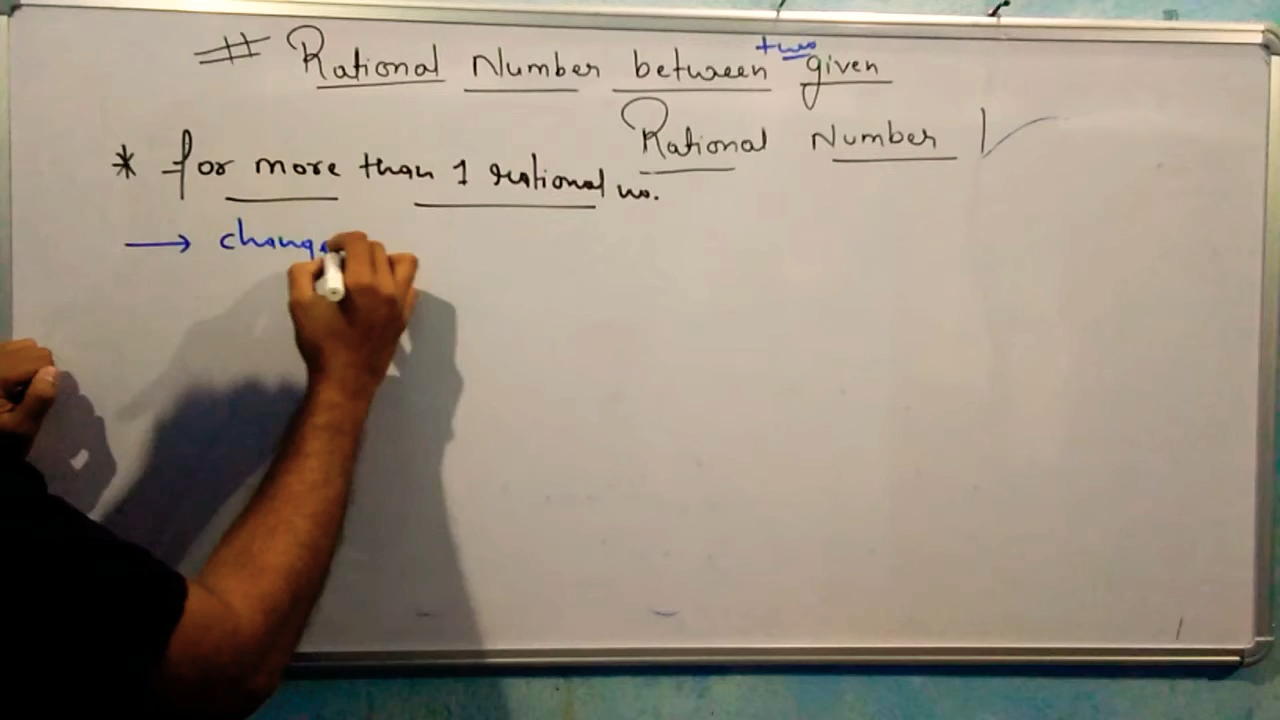 # Rational Number between two given
Rational Number
* for more than 1 rational no.
→ chang